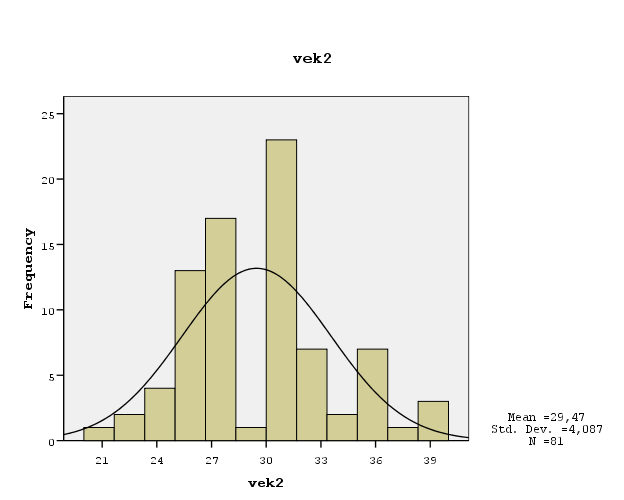 vek2
25
20
15
10
5
0
Frequency
21 24 27 30 33 36 39
vek2
Mean =29,47
Std. Dev. =4,087
N =81